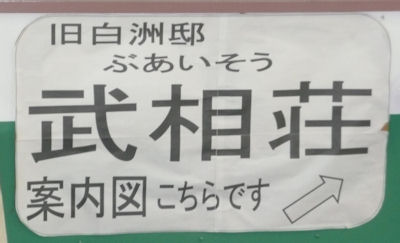 旧白洲邸
ぶあいそう
武相荘
案内図こちらです